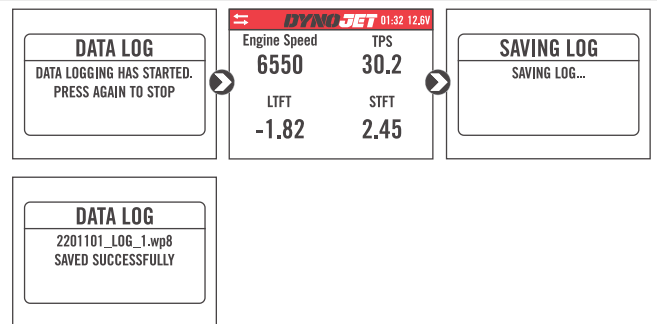 DATA LOG
DATA LOGGING HAS STARTED.
PRESS AGAIN TO STOP
DYNOJET 01:32 12.6V
Engine Speed TPS
6550 30.2
LTFT STFT
-1.82 2.45
SAVING LOG
SAVING LOG...
DATA LOG
2201101_LOG_1.wp8
SAVED SUCCESSFULLY